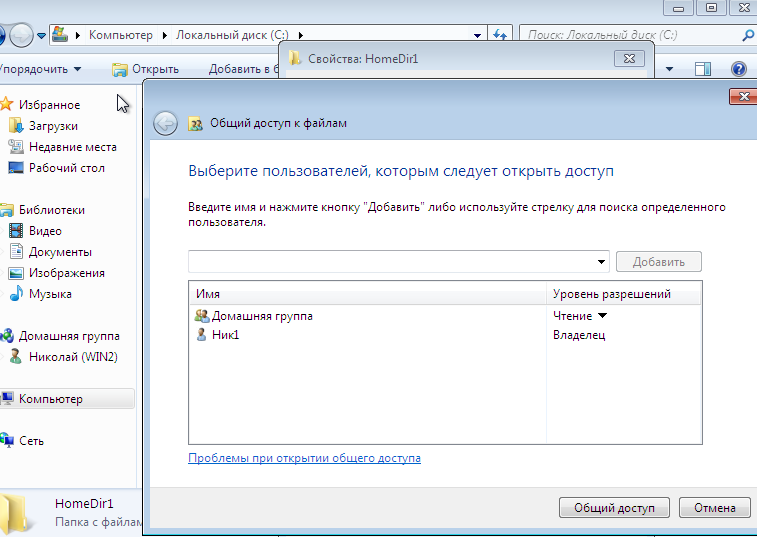 Компьютер
Локальный диск (C:)
Поиск: Локальный диск (C:)
Свойства: HomeDir1
Упорядочить
Открыть
Добавить в б
Избранное
Загрузки
Недавние места
Рабочий стол
Библиотеки
Видео
Документы
Изображения
Музыка
Домашняя группа
Николай (WIN2)
Компьютер
Сеть
HomeDir1
Папка с файлам
Общий доступ к файлам
Выберите пользователей, которым следует открыть доступ
Введите имя и нажмите кнопку "Добавить" либо используйте стрелку для поиска определенного
пользователя.
Добавить
Имя Уровень разрешений
Домашняя группа Чтение
Ник1 Владелец
Проблемы при открытии общего доступа
Общий доступ Отмена